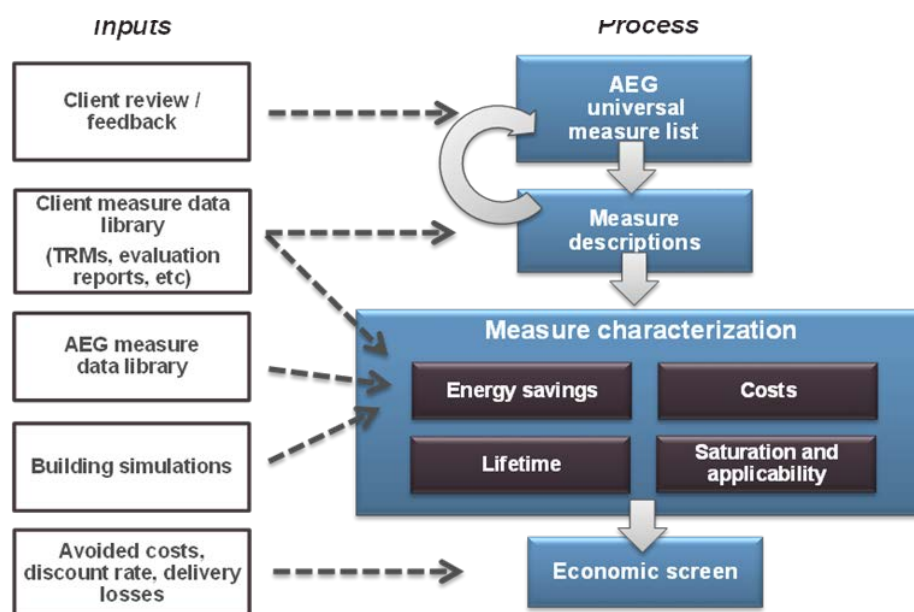 Inputs
Process
Client review /
feedback
AEG
universal
measure list
Client measure data
library
(TRMs, evaluation
reports, etc)
Measure
descriptions
AEG measure
data library
Measure characterization
Energy savings
Costs
Lifetime
Saturation and
applicability
Building simulations
Avoided costs,
discount rate, delivery
losses
Economic screen